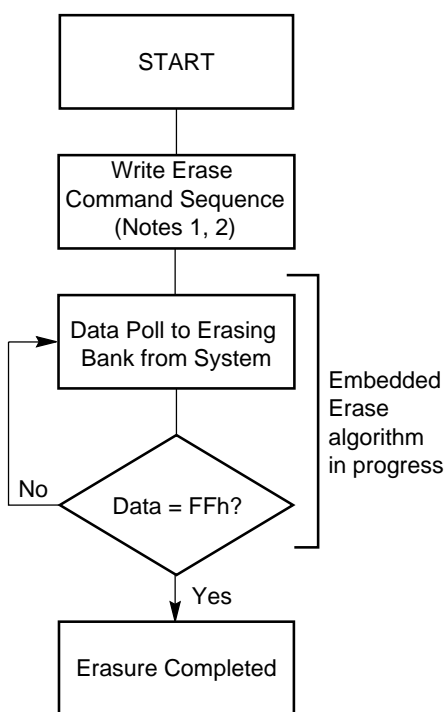 START
Write Erase
Command Sequence
(Notes 1, 2)
Data Poll to Erasing
Bank from System
Embedded
Erase
algorithm
in progress
No
Data = FFh?
Yes
Erasure Completed